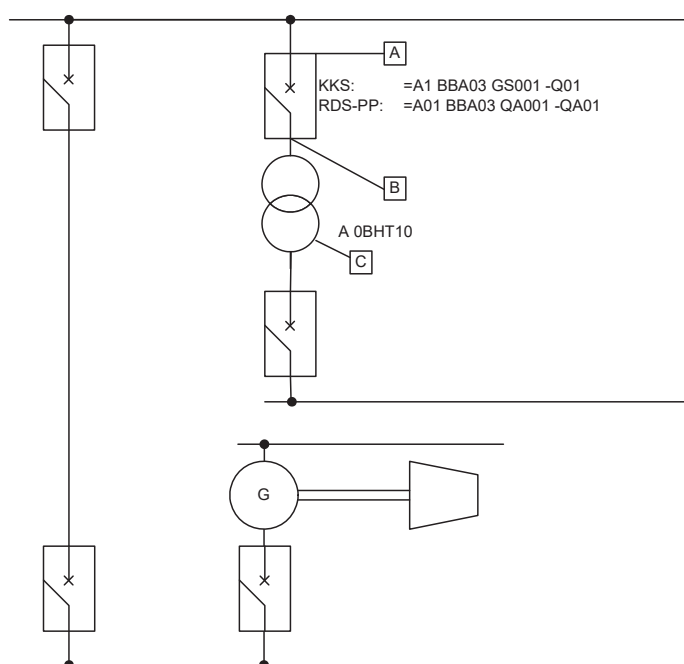 A
KKS: =A1 BBA03 GS001 -Q01
RDS-PP: =A01 BBA03 QA001 -QA01
B
A 0BHT10
C
G